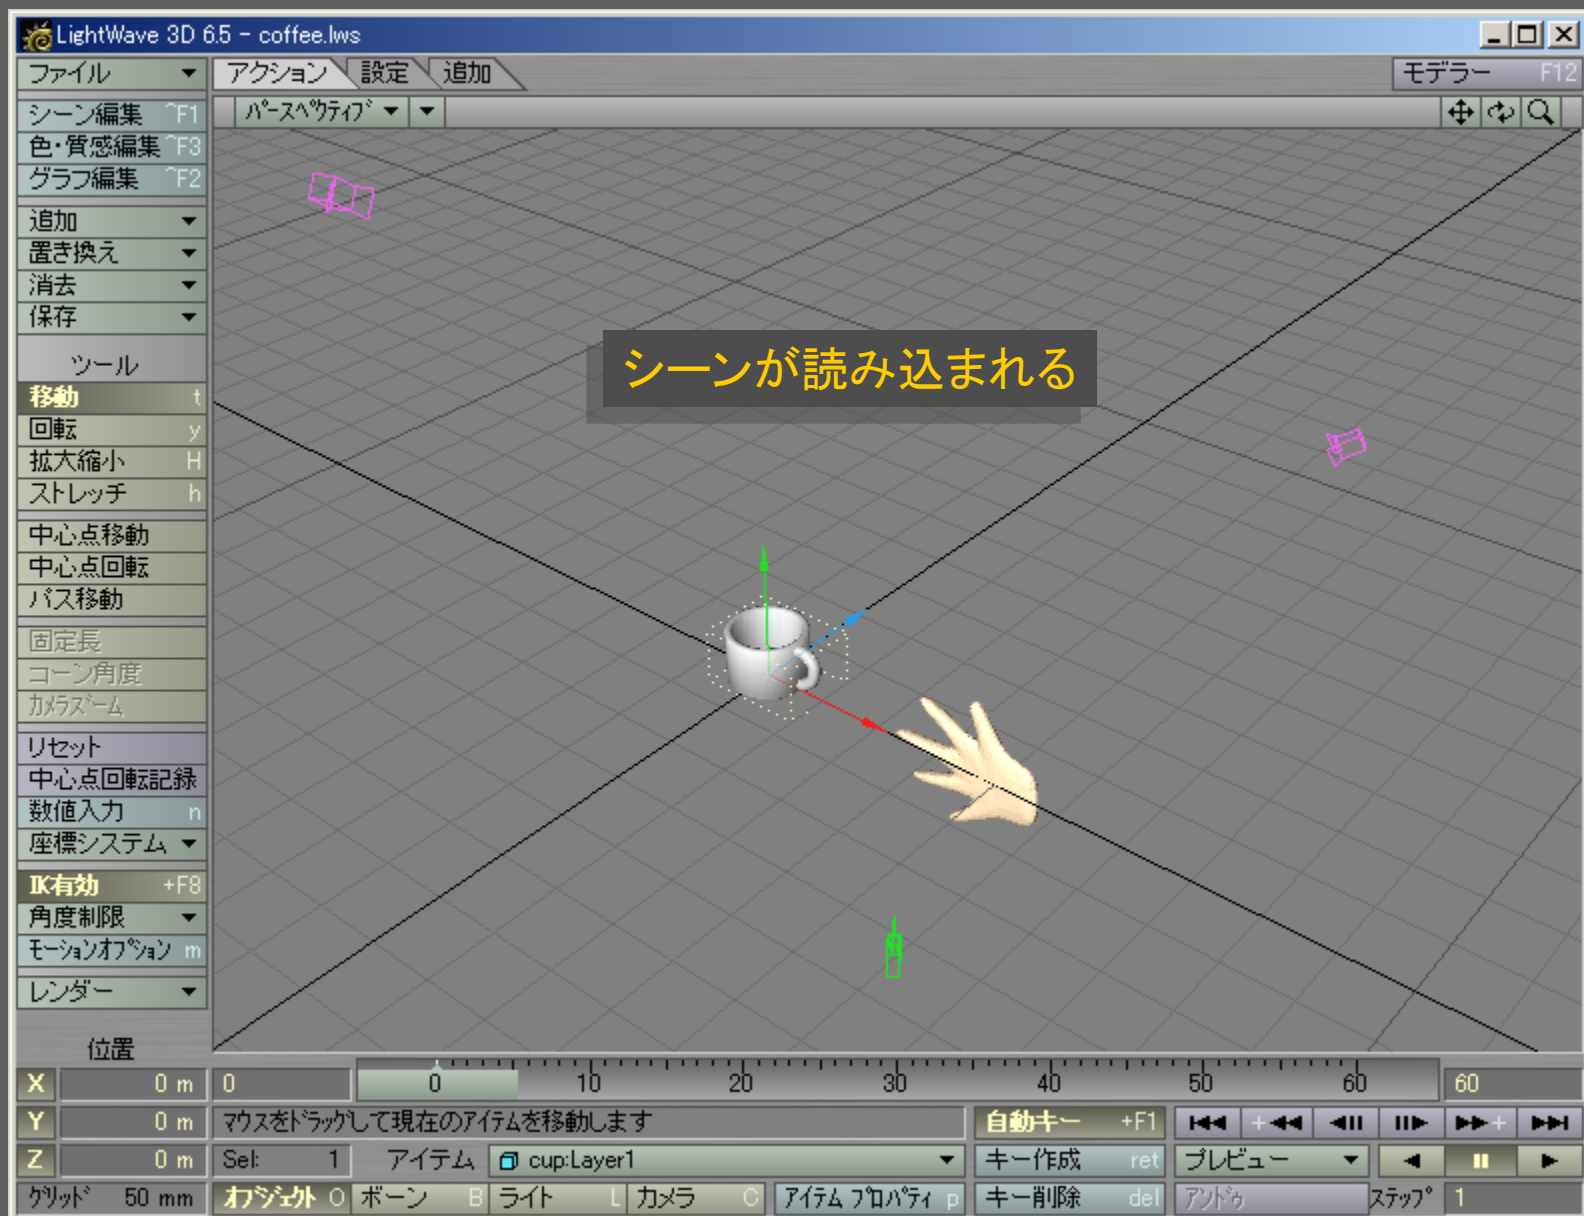 LightWave 3D 6.5 - coffee.lws
ファイル
アクション 設定 追加
モデラー F12
シーン編集 ^F1
色・質感編集 ^F3
グラフ編集 ^F2
パースペクティブ
追加
置き換え
消去
保存
ツール
移動 t
回転 y
拡大縮小 H
ストレッチ h
中心点移動
中心点回転
パス移動
固定長
コーン角度
カメラズーム
リセット
中心点回転記録
数値入力 n
座標システム
IK有効 +F8
角度制限
モーションオプション m
レンダー
シーンが読み込まれる
位置
X 0 m
Y 0 m
Z 0 m
グリッド 50 mm
0
0 10 20 30 40 50 60
60
マウスをドラッグして現在のアイテムを移動します
自動キー +F1
Sel: 1 アイテム cup:Layer1
キー作成 ret
プレビュー
オブジェクト O ボーン B ライト L カメラ C アイテム プロパティ p
キー削除 del
アンドゥ
ステップ 1